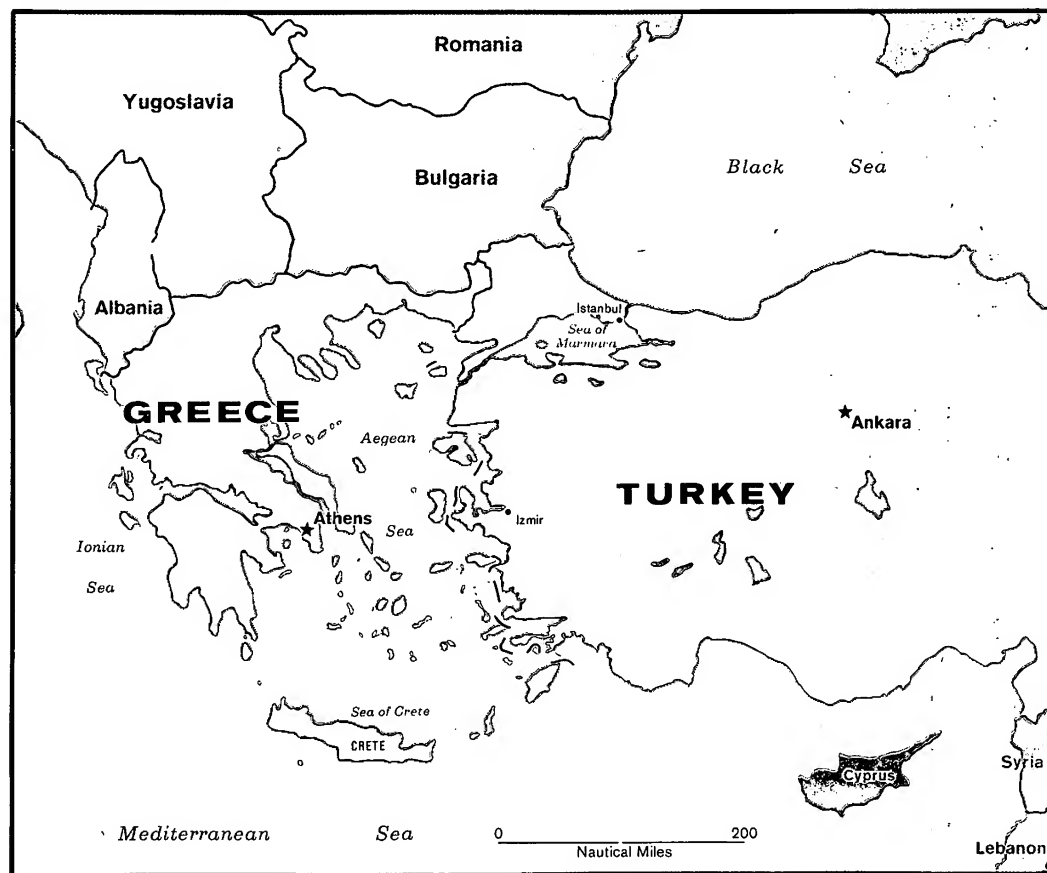 Romania
Yugoslavia
Black Sea
Bulgaria
Albania
Istanbul
Sea of
Marmara
GREECE
Ankara
Aegean
TURKEY
Athens
Izmir
Sea
Ionian
Sea
Sea of Crete
CRETE
Syria
Cyprus
Mediterranean Sea
0 200
Nautical Miles
Lebanon